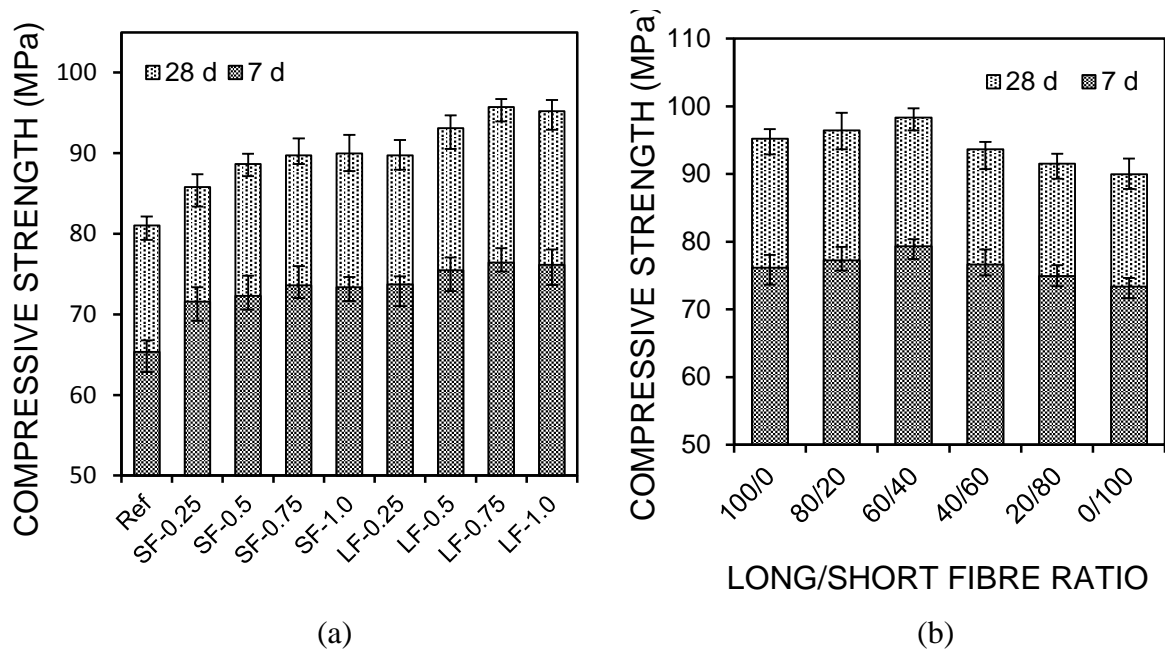 COMPRESSIVE STRENGTH (MPa)
28 d 7 d
100
90
80
70
60
50
Ref
SF-0.25
SF-0.5
SF-0.75
SF-1.0
LF-0.25
LF-0.5
LF-0.75
LF-1.0
(a)
COMPRESSIVE STRENGTH (MPa)
28 d 7 d
110
100
90
80
70
60
50
100/0
80/20
60/40
40/60
20/80
0/100
LONG/SHORT FIBRE RATIO
(b)